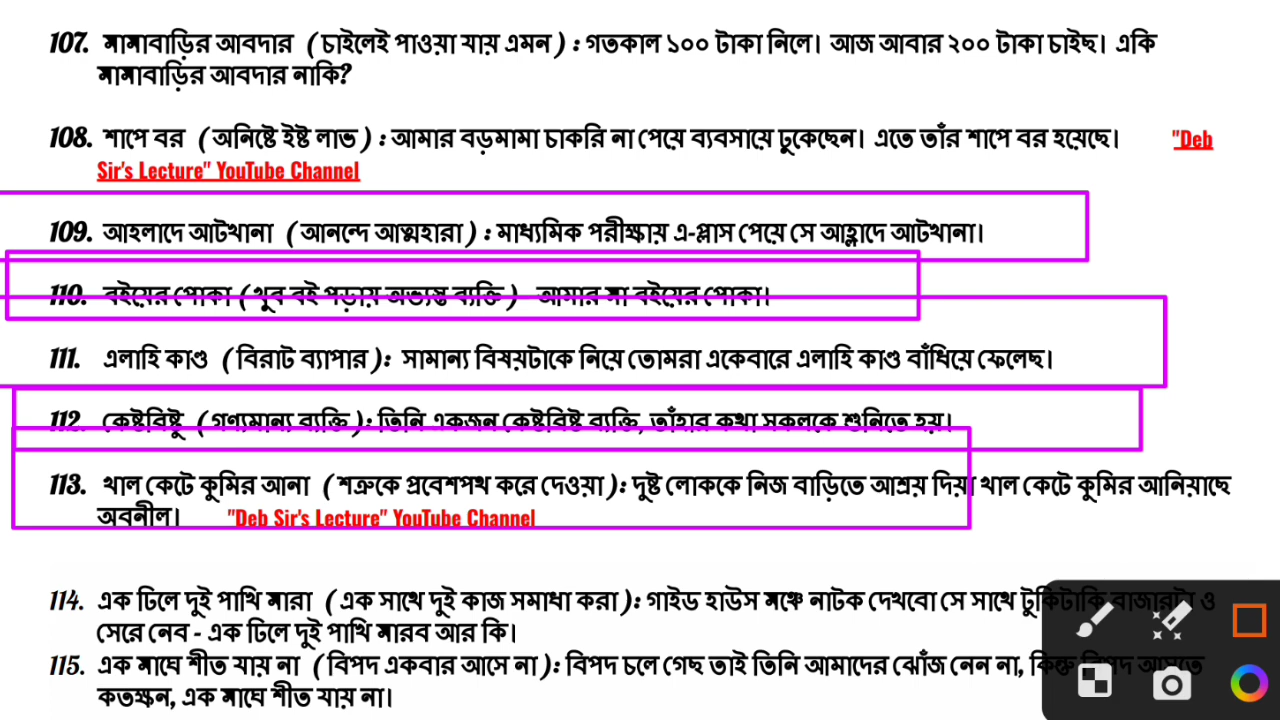 107. মামাবাড়ির আবদার ( চাইলেই পাওয়া যায় এমন ) : গতকাল ১০০ টাকা নিলে। আজ আবার ২০০ টাকা চাইছ। একি
মামাবাড়ির আবদার নাকি?
108. শাপে বর ( অনিষ্টে ইষ্ট লাভ ) : আমার বড়মামা চাকরি না পেয়ে ব্যবসায়ে ঢুকেছেন। এতে তাঁর শাপে বর হয়েছে। "Deb
Sir's Lecture" YouTube Channel
109. আহলাদে আটখানা ( আনন্দে আত্মহারা ) : মাধ্যমিক পরীক্ষায় এ-প্লাস পেয়ে সে আহ্লাদে আটখানা।
110. বইয়ের পোকা ( খুব বই পড়ায় অভ্যস্ত ব্যক্তি ) আমার মা বইয়ের পোকা।
111. এলাহি কাণ্ড ( বিরাট ব্যাপার ): সামান্য বিষয়টাকে নিয়ে তোমরা একেবারে এলাহি কাণ্ড বাঁধিয়ে ফেলেছ।
112. কেষ্টবিষ্টু ( গণ্যমান্য ব্যক্তি ): তিনি একজন কেষ্টবিষ্ট ব্যক্তি, তাঁহার কথা সকলকে শুনিতে হয়।
113. খাল কেটে কুমির আনা ( শত্রুকে প্রবেশপথ করে দেওয়া ): দুষ্ট লোককে নিজ বাড়িতে আশ্রয় দিয়া খাল কেটে কুমির আনিয়াছে
অবনীল। "Deb Sir's Lecture" YouTube Channel
114. এক ঢিলে দুই পাখি মারা ( এক সাথে দুই কাজ সমাধা করা ): গাইড হাউস মঞ্চে নাটক দেখবো সে সাথে টুকিটাকি বাজারটা ও
সেরে নেব - এক ঢিলে দুই পাখি মারব আর কি।
115. এক মাঘে শীত যায় না ( বিপদ একবার আসে না ): বিপদ চলে গেছ তাই তিনি আমাদের ঝোঁজ নেন না, কিন্তু বিপদ আসতে
কতক্ষন, এক মাঘে শীত যায় না।